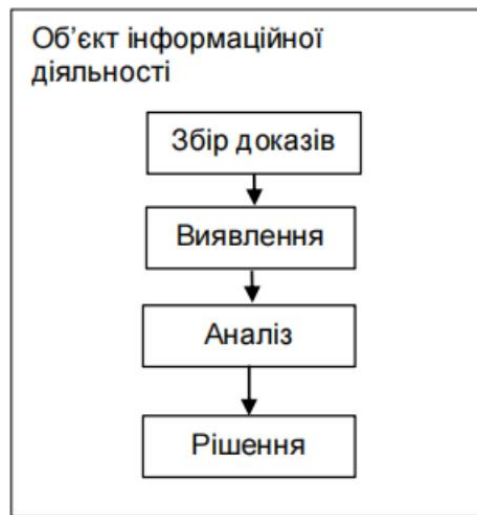 Об’єкт інформаційної
діяльності
Збір доказів
Виявлення
Аналіз
Рішення